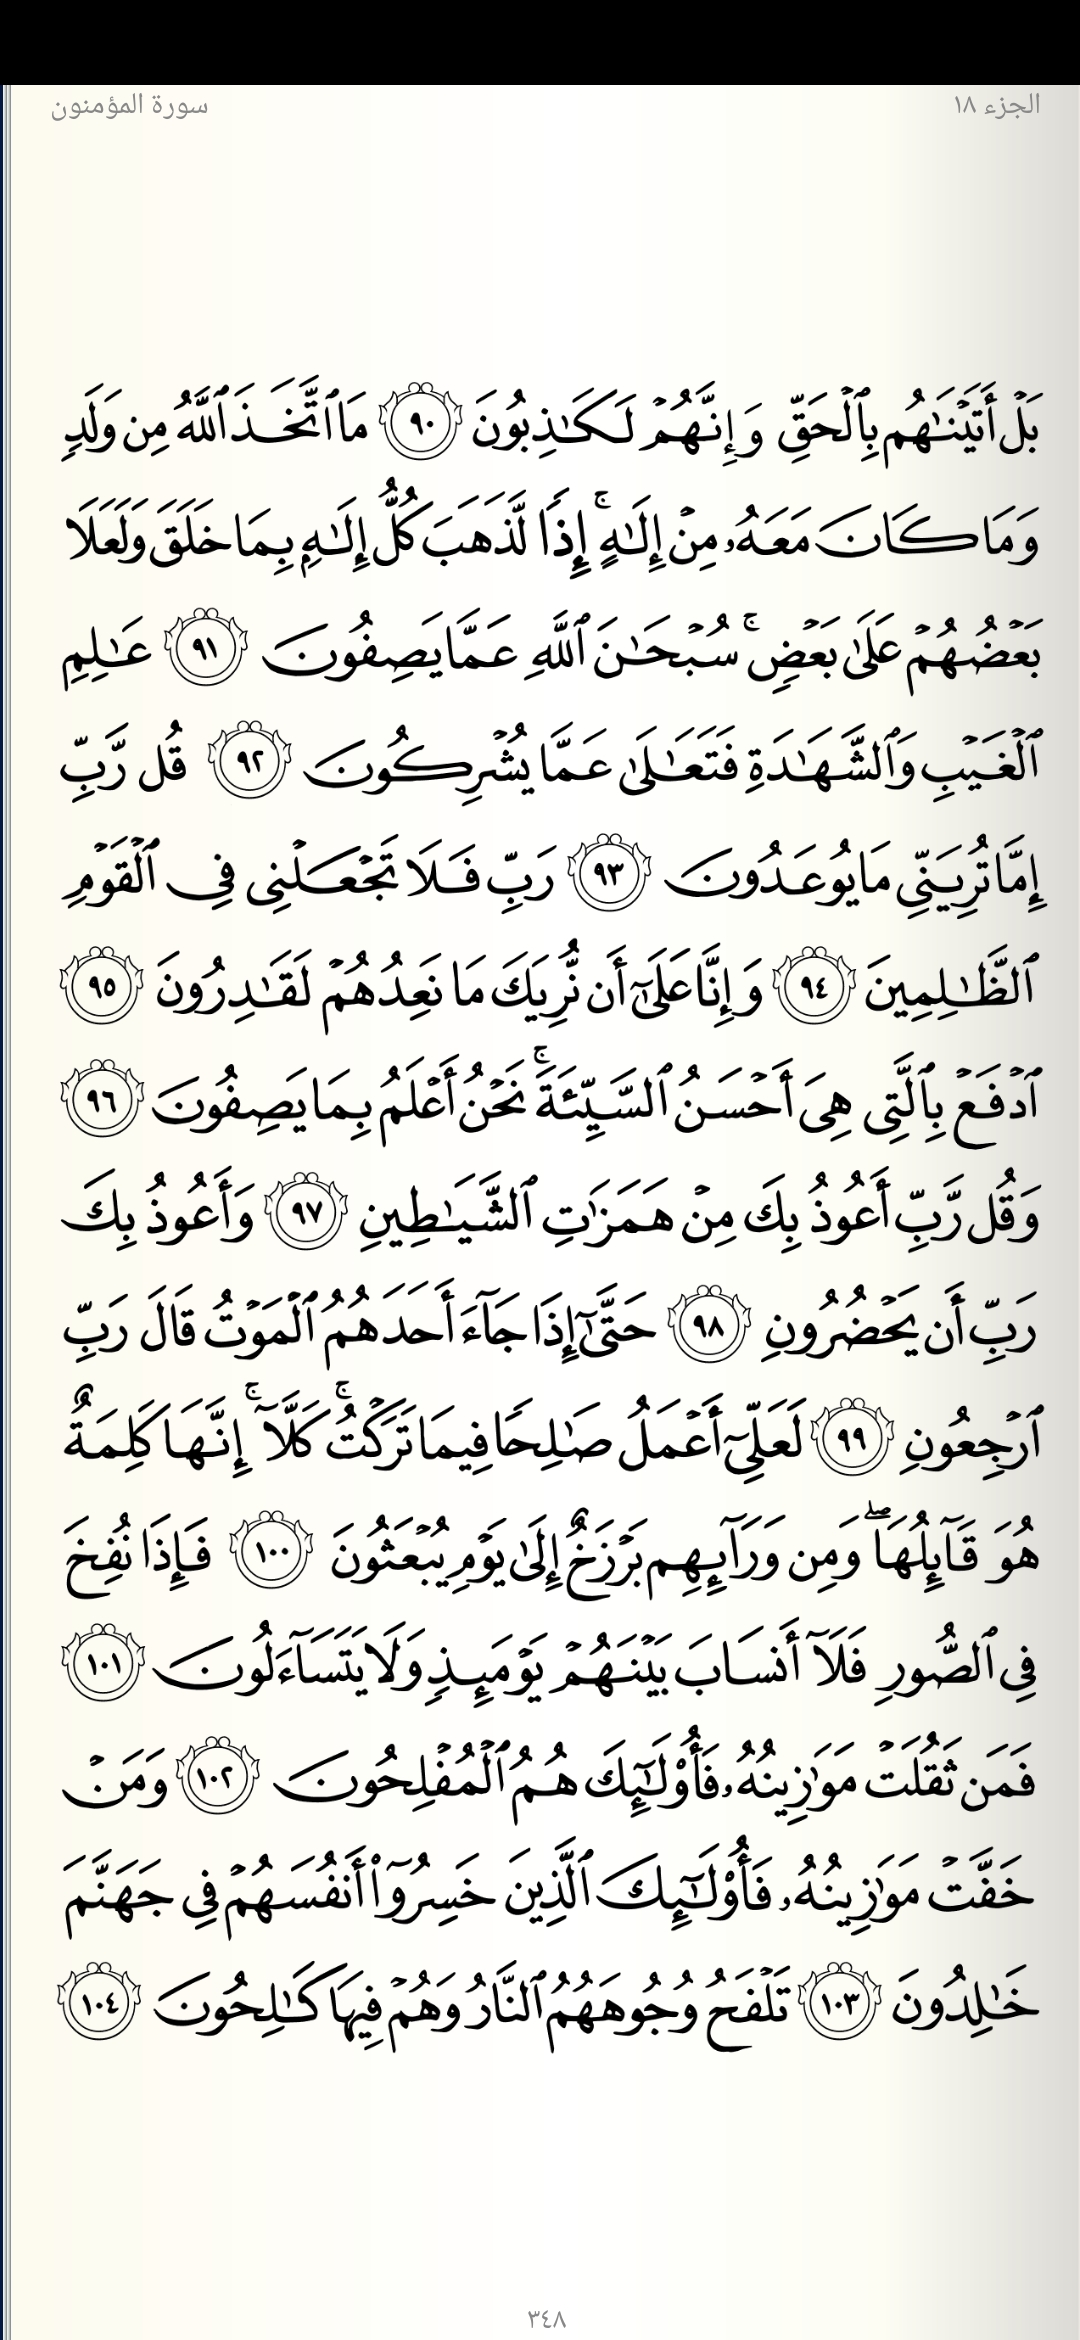 الجزء ١٨
سورة المؤمنون
بَلْ أَتَيْنَـٰهُم بِٱلْحَقِّ وَإِنَّهُمْ لَكَـٰذِبُونَ ٩٠ مَا ٱتَّخَذَ ٱللَّهُ مِن وَلَدٍ
وَمَا كَانَ مَعَهُۥ مِنْ إِلَـٰهٍ ۚ إِذًا لَّذَهَبَ كُلُّ إِلَـٰهٍۭ بِمَا خَلَقَ وَلَعَلَا
بَعْضُهُمْ عَلَىٰ بَعْضٍ ۚ سُبْحَـٰنَ ٱللَّهِ عَمَّا يَصِفُونَ ٩١ عَـٰلِمِ
ٱلْغَيْبِ وَٱلشَّهَـٰدَةِ فَتَعَـٰلَىٰ عَمَّا يُشْرِكُونَ ٩٢ قُل رَّبِّ
إِمَّا تُرِيَنِّى مَا يُوعَدُونَ ٩٣ رَبِّ فَلَا تَجْعَلْنِى فِى ٱلْقَوْمِ
ٱلظَّـٰلِمِينَ ٩٤ وَإِنَّا عَلَىٰٓ أَن نُّرِيَكَ مَا نَعِدُهُمْ لَقَـٰدِرُونَ ٩٥
ٱدْفَعْ بِٱلَّتِى هِىَ أَحْسَنُ ٱلسَّيِّئَةَ ۚ نَحْنُ أَعْلَمُ بِمَا يَصِفُونَ ٩٦
وَقُل رَّبِّ أَعُوذُ بِكَ مِنْ هَمَزَٰتِ ٱلشَّيَـٰطِينِ ٩٧ وَأَعُوذُ بِكَ
رَبِّ أَن يَحْضُرُونِ ٩٨ حَتَّىٰٓ إِذَا جَآءَ أَحَدَهُمُ ٱلْمَوْتُ قَالَ رَبِّ
ٱرْجِعُونِ ٩٩ لَعَلِّىٓ أَعْمَلُ صَـٰلِحًا فِيمَا تَرَكْتُ ۚ كَلَّآ ۚ إِنَّهَا كَلِمَةٌ
هُوَ قَآئِلُهَا ۖ وَمِن وَرَآئِهِم بَرْزَخٌ إِلَىٰ يَوْمِ يُبْعَثُونَ ١٠٠ فَإِذَا نُفِخَ
فِى ٱلصُّورِ فَلَآ أَنسَابَ بَيْنَهُمْ يَوْمَئِذٍ وَلَا يَتَسَآءَلُونَ ١٠١
فَمَن ثَقُلَتْ مَوَٰزِينُهُۥ فَأُو۟لَـٰٓئِكَ هُمُ ٱلْمُفْلِحُونَ ١٠٢ وَمَنْ
خَفَّتْ مَوَٰزِينُهُۥ فَأُو۟لَـٰٓئِكَ ٱلَّذِينَ خَسِرُوٓا۟ أَنفُسَهُمْ فِى جَهَنَّمَ
خَـٰلِدُونَ ١٠٣ تَلْفَحُ وُجُوهَهُمُ ٱلنَّارُ وَهُمْ فِيهَا كَـٰلِحُونَ ١٠٤
٣٤٨